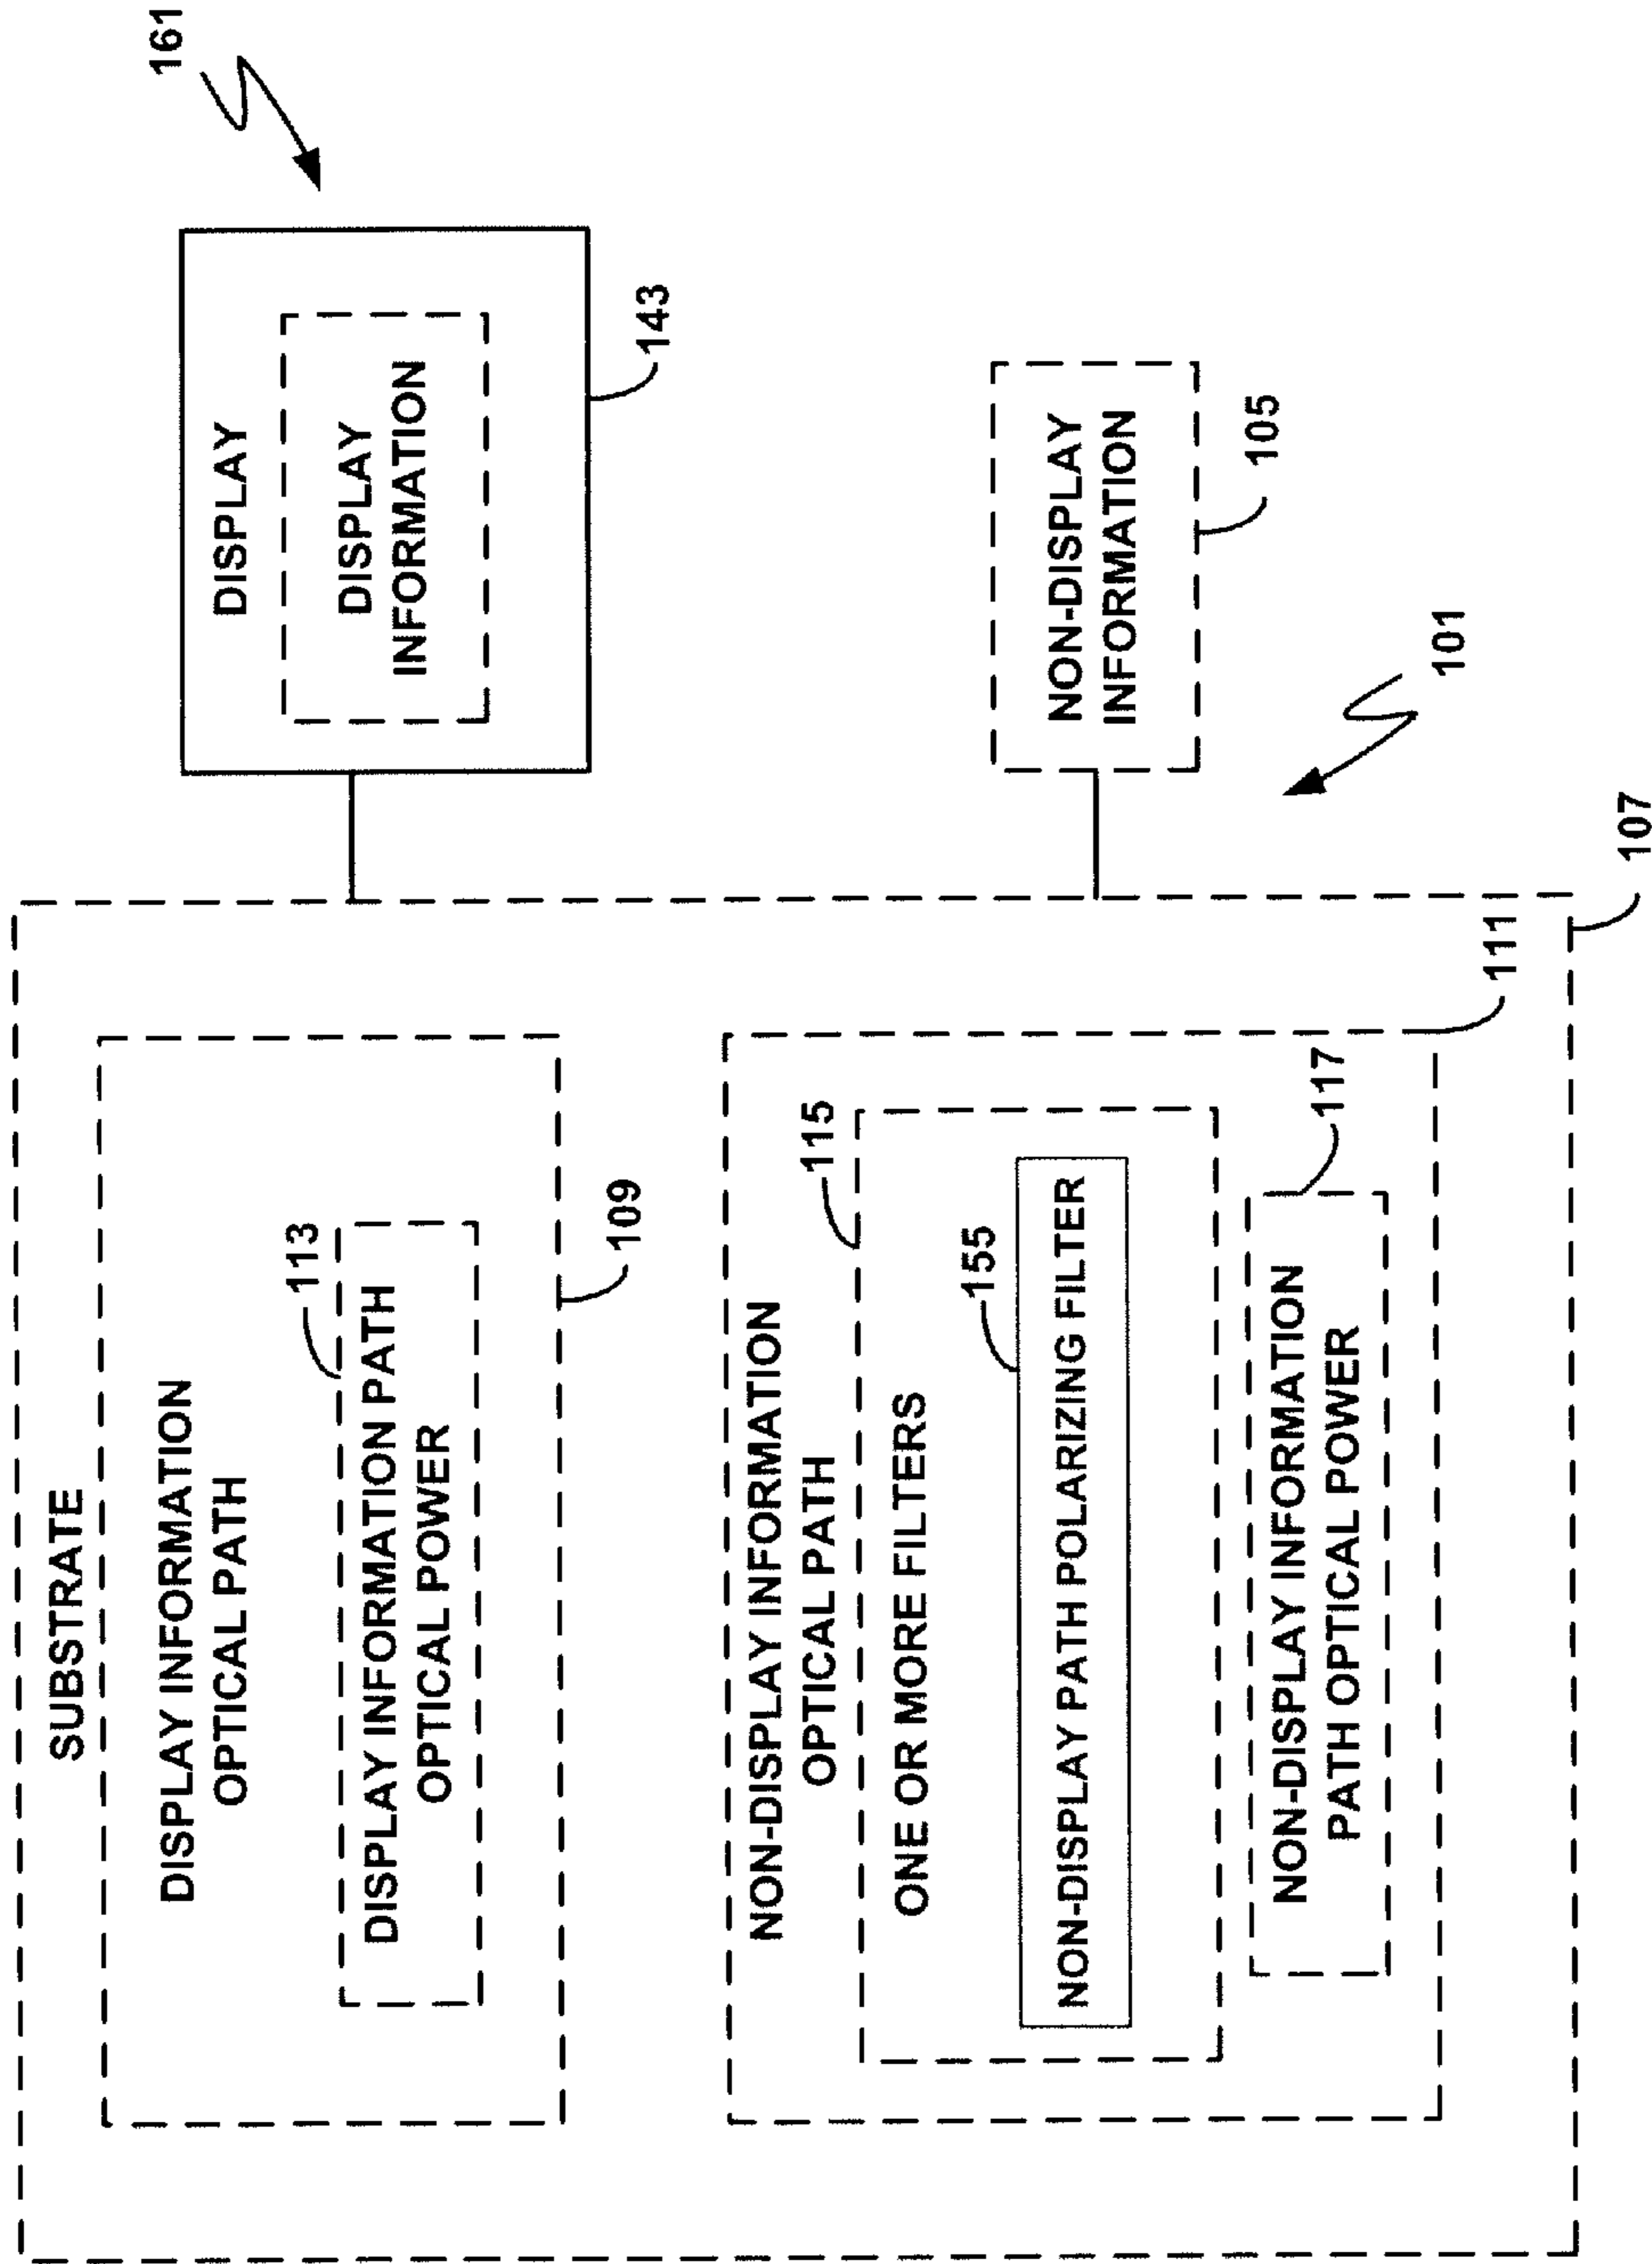 SUBSTRATE
DISPLAY INFORMATION
OPTICAL PATH
113
DISPLAY INFORMATION PATH
OPTICAL POWER
109
NON-DISPLAY INFORMATION
OPTICAL PATH
115
ONE OR MORE FILTERS
155
NON-DISPLAY PATH POLARIZING FILTER
117
NON-DISPLAY INFORMATION
PATH OPTICAL POWER
111
107
161
DISPLAY
DISPLAY
INFORMATION
143
NON-DISPLAY
INFORMATION
105
101